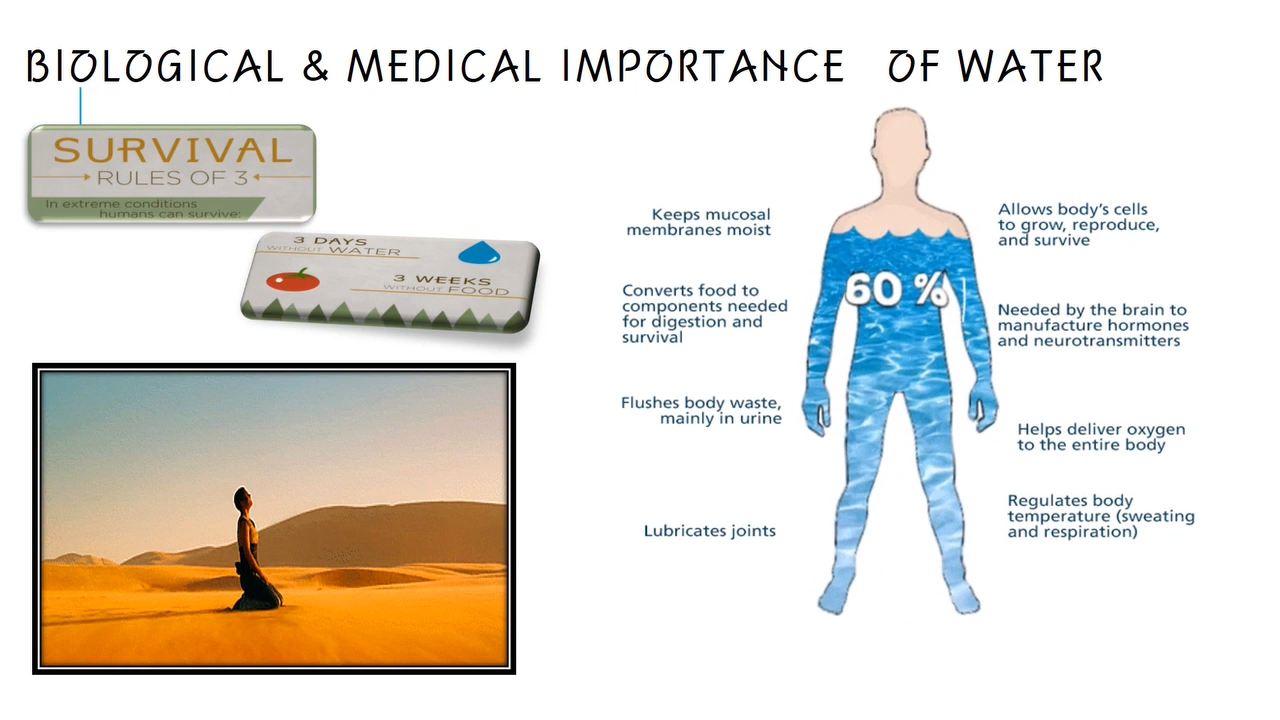 BIOLOGICAL & MEDICAL IMPORTANCE OF WATER
SURVIVAL
RULES OF 3
In extreme conditions
humans can survive:
3 DAYS
WITHOUT WATER
3 WEEKS
WITHOUT FOOD
Keeps mucosal
membranes moist
Converts food to
components needed
for digestion and
survival
Flushes body waste,
mainly in urine
Lubricates joints
60 %
Allows body's cells
to grow, reproduce,
and survive
Needed by the brain to
manufacture hormones
and neurotransmitters
Helps deliver oxygen
to the entire body
Regulates body
temperature (sweating
and respiration)